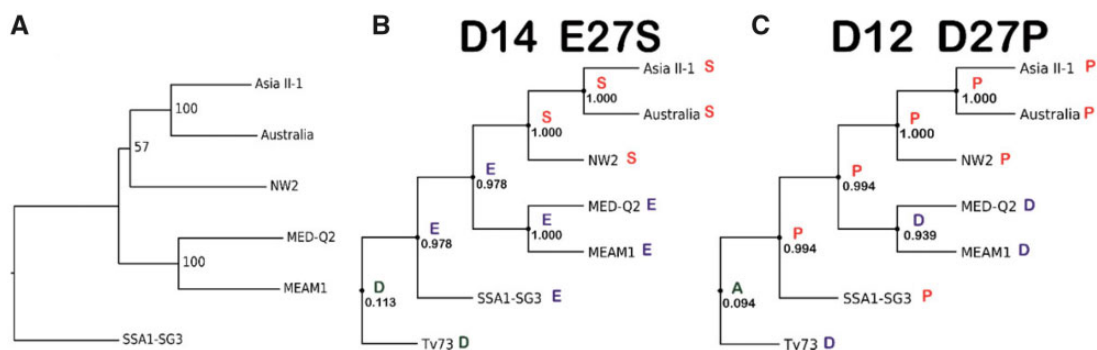 A
Asia II-1
100
Australia
57
NW2
MED-Q2
100
MEAM1
SSA1-SG3
B
D14 E27S
Asia II-1 S
S
1.000
Australia S
S
1.000
NW2 S
E
0.978
MED-Q2 E
E
1.000
MEAM1 E
E
0.978
SSA1-SG3 E
D
0.113
Tv73 D
C
D12 D27P
Asia II-1 P
P
1.000
Australia P
P
1.000
NW2 P
P
0.994
MED-Q2 D
D
0.939
MEAM1 D
P
0.994
SSA1-SG3 P
A
0.094
Tv73 D